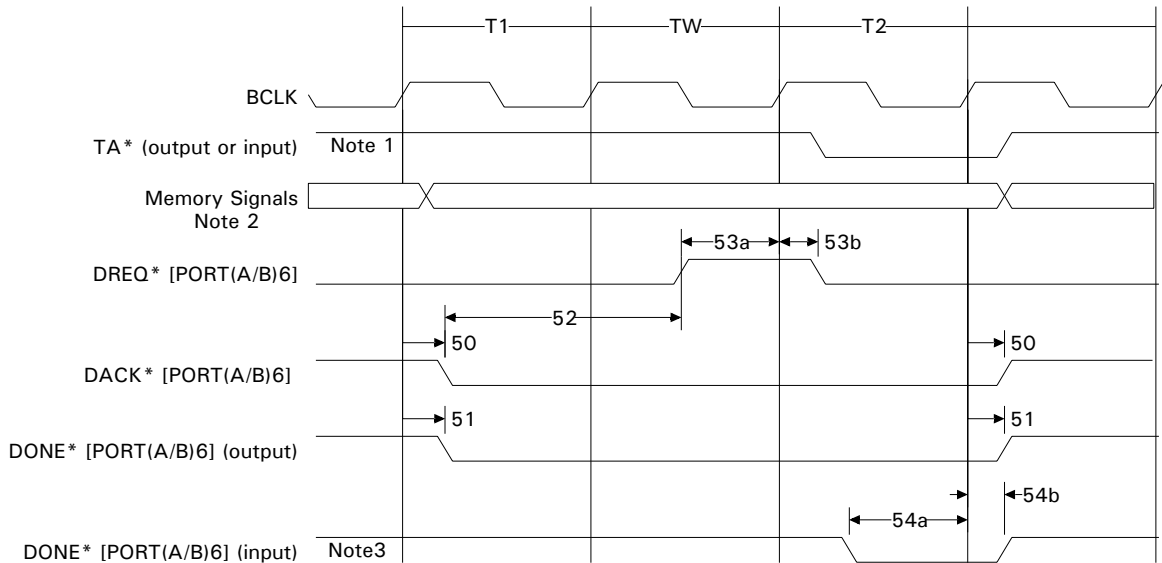 T1 TW T2
BCLK
TA* (output or input) Note 1
Memory Signals
Note 2
53a 53b
DREQ* [PORT(A/B)6]
52
50 50
DACK* [PORT(A/B)6]
51 51
DONE* [PORT(A/B)6] (output)
54b
54a
DONE* [PORT(A/B)6] (input) Note3